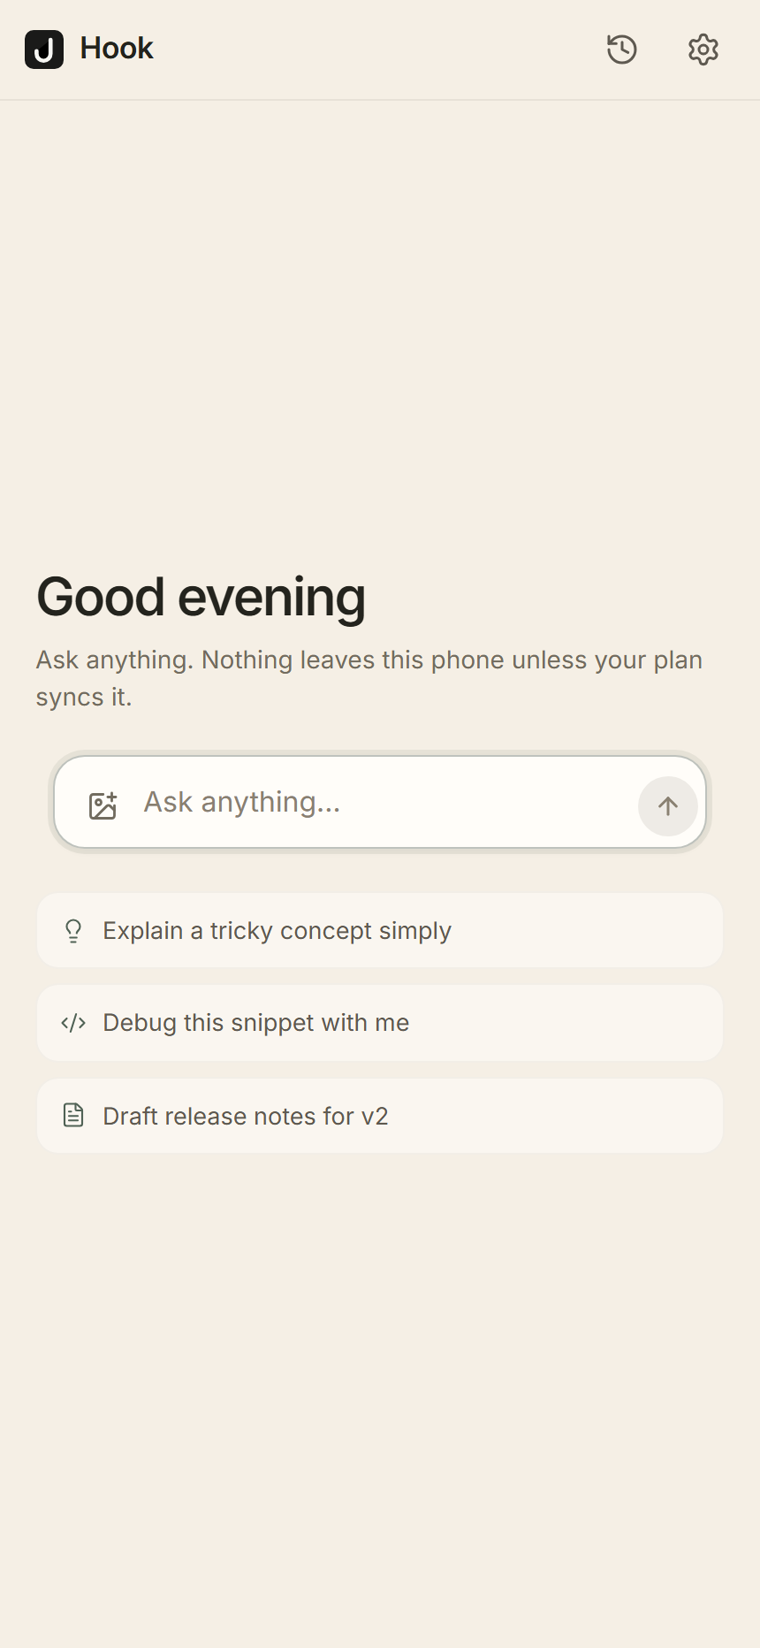 Hook
Good evening
Ask anything. Nothing leaves this phone unless your plan
syncs it.
Ask anything...
Explain a tricky concept simply
Debug this snippet with me
Draft release notes for v2